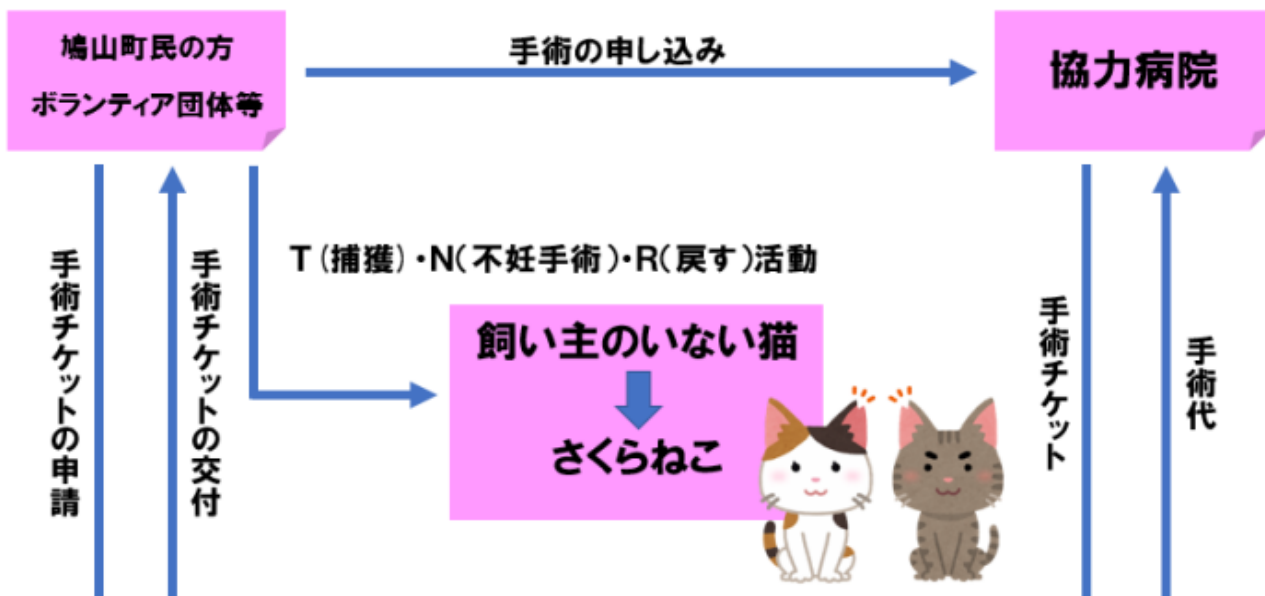 鳩山町民の方
ボランティア団体等
手術の申し込み
協力病院
T（捕獲）・N（不妊手術）・R（戻す）活動
手術チケットの申請
手術チケットの交付
飼い主のいない猫
さくらねこ
手術チケット
手術代